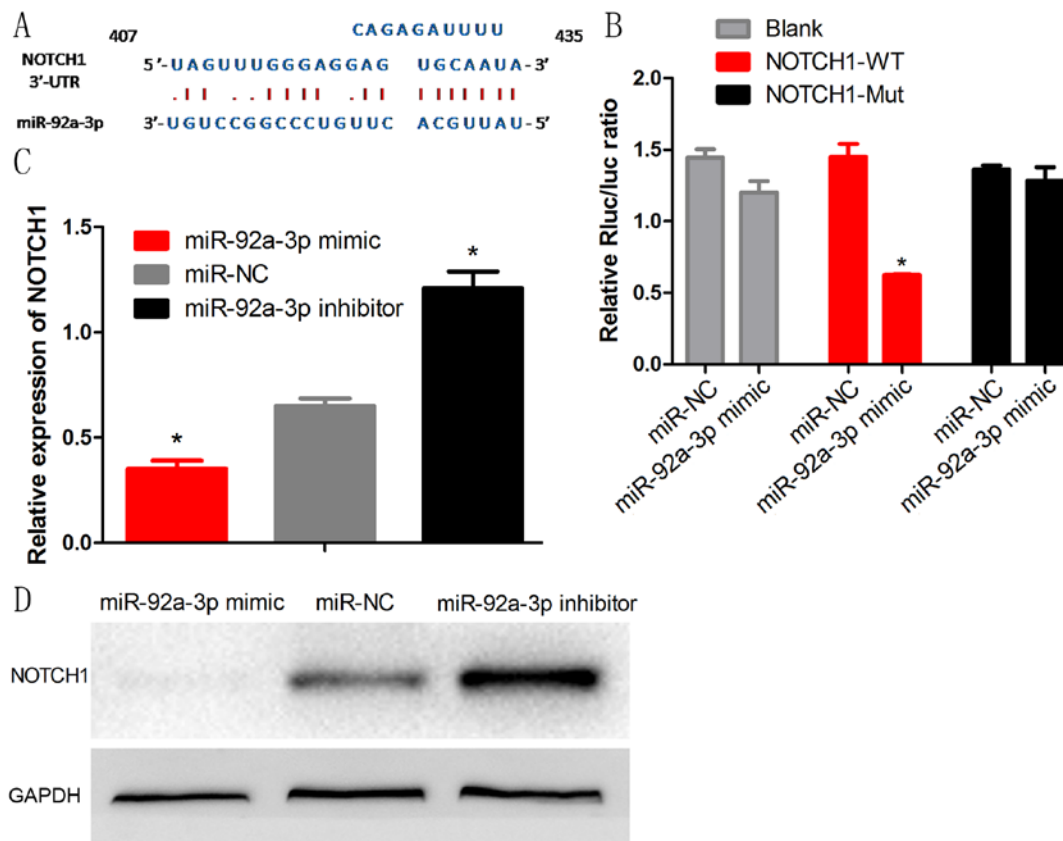 A
407
CAGAGAUUUU
435
NOTCH1
3'-UTR
5'-UAGUUUGGGAGGAG UGCAAUA-3'
miR-92a-3p
3'-UGUCCGGCCCUGUUC ACGUUAU-5'
B
Blank
NOTCH1-WT
NOTCH1-Mut
Relative Rluc/luc ratio
2.0
1.5
1.0
0.5
0.0
miR-NC
miR-92a-3p mimic
*
miR-NC
miR-92a-3p mimic
miR-NC
miR-92a-3p mimic
C
Relative expression of NOTCH1
1.5
1.0
0.5
0.0
miR-92a-3p mimic
miR-NC
miR-92a-3p inhibitor
*
*
D
miR-92a-3p mimic miR-NC miR-92a-3p inhibitor
NOTCH1
GAPDH